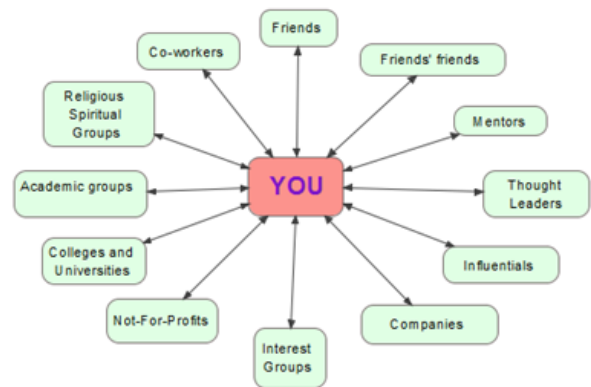 Friends
Co-workers
Friends' friends
Religious
Spiritual
Groups
Mentors
YOU
Academic groups
Thought
Leaders
Colleges and
Universities
Influentials
Not-For-Profits
Companies
Interest
Groups